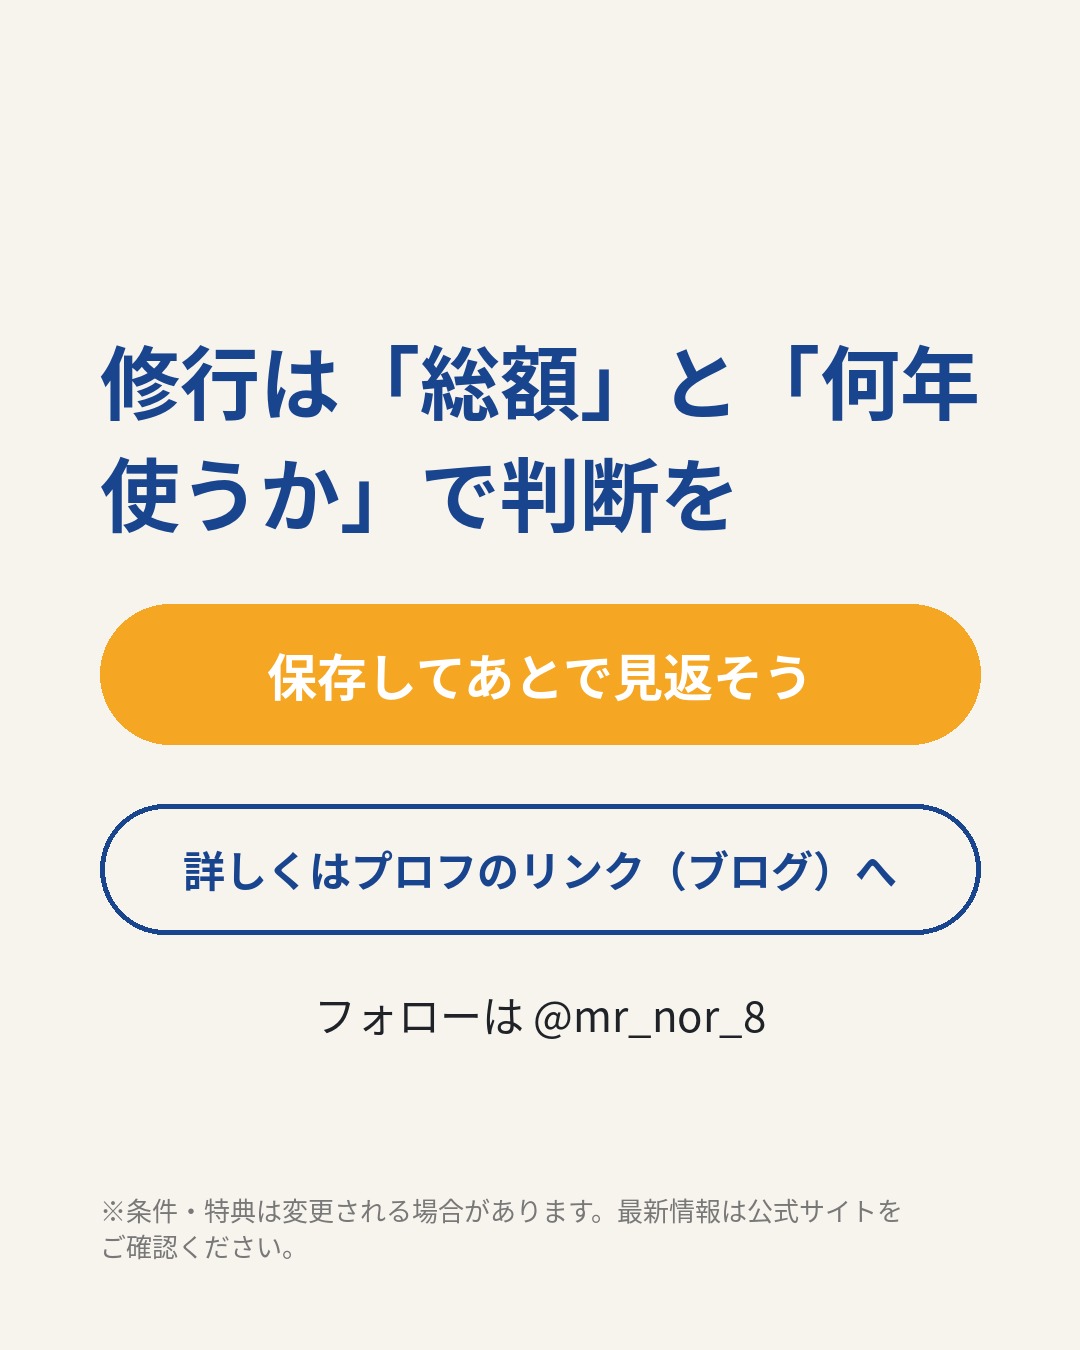 修行は「総額」と「何年
使うか」で判断を
保存してあとで見返そう
詳しくはプロフのリンク（ブログ）へ
フォローは @mr_nor_8
※条件・特典は変更される場合があります。最新情報は公式サイトを
ご確認ください。